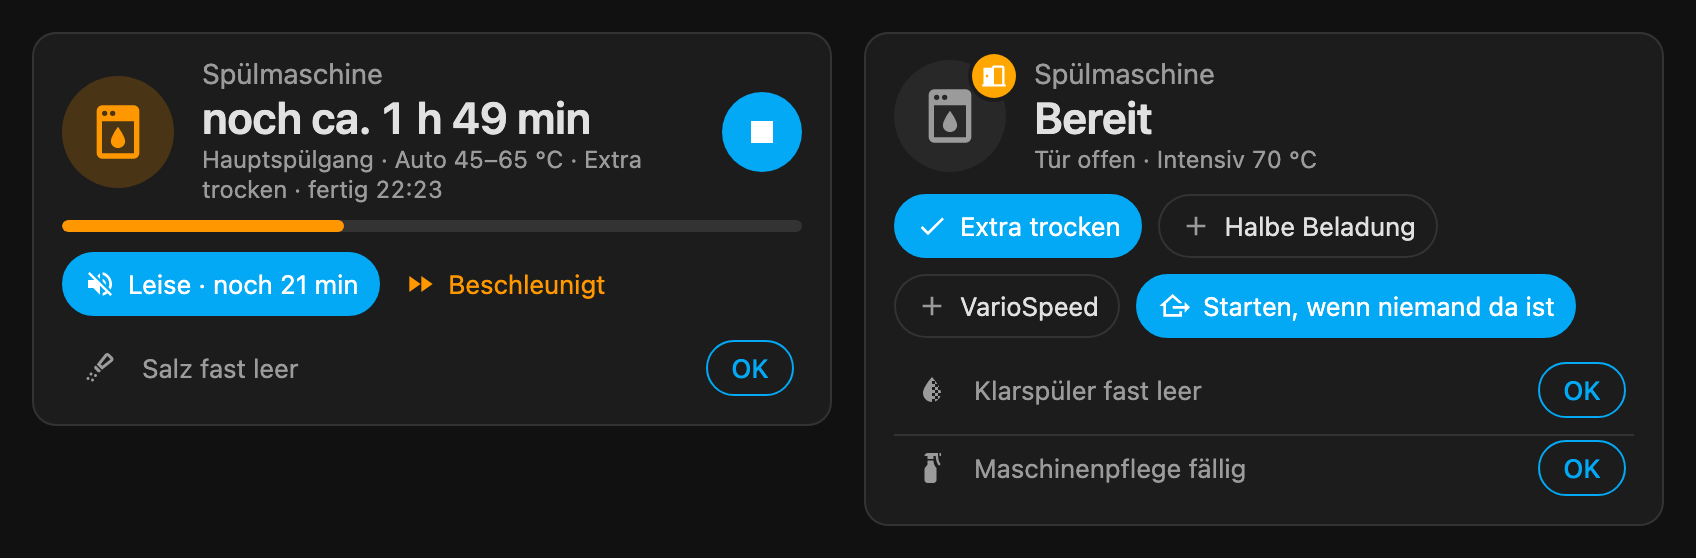 Spülmaschine
noch ca. 1 h 49 min
Hauptspülgang · Auto 45–65 °C · Extra
trocken · fertig 22:23
Leise · noch 21 min
Beschleunigt
Salz fast leer
OK
Spülmaschine
Bereit
Tür offen · Intensiv 70 °C
Extra trocken
Halbe Beladung
VarioSpeed
Starten, wenn niemand da ist
Klarspüler fast leer
OK
Maschinenpflege fällig
OK